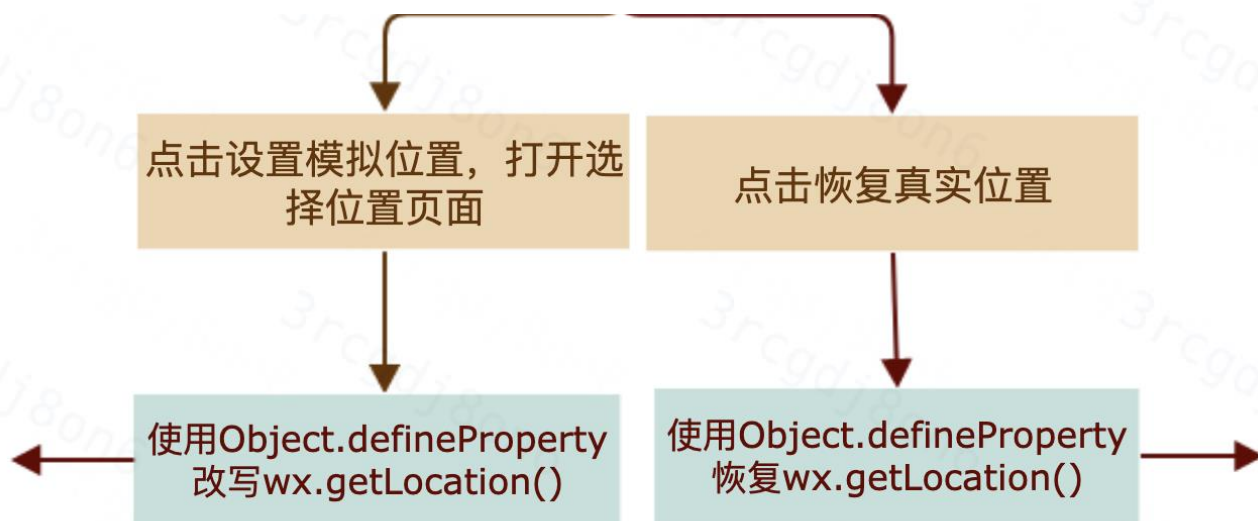 点击设置模拟位置，打开选
择位置页面
点击恢复真实位置
使用Object.defineProperty
改写wx.getLocation()
使用Object.defineProperty
恢复wx.getLocation()